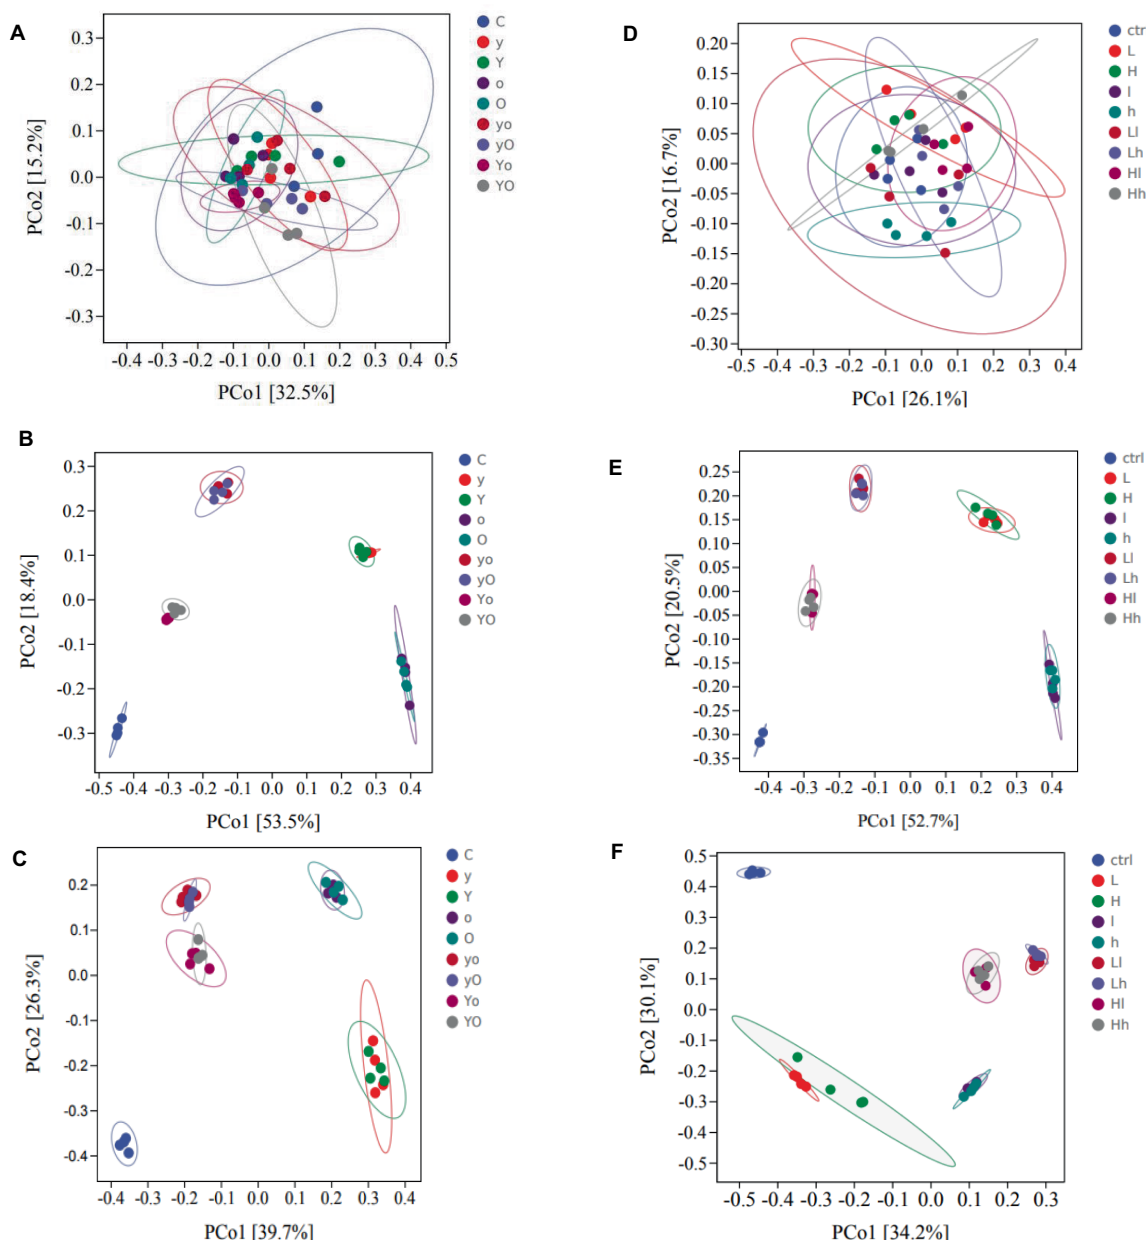 A
0.3
0.2
0.1
0.0
-0.1
-0.2
-0.3
PCo2 [15.2%]
-0.4 -0.3 -0.2 -0.1 0.0 0.1 0.2 0.3 0.4 0.5
PCo1 [32.5%]
C
y
Y
o
O
yo
yO
Yo
YO
D
0.20
0.15
0.10
0.05
0.00
-0.05
-0.10
-0.15
-0.20
-0.25
-0.30
PCo2 [16.7%]
-0.5 -0.4 -0.3 -0.2 -0.1 0.0 0.1 0.2 0.3 0.4
PCo1 [26.1%]
ctr
L
H
l
h
Ll
Lh
Hl
Hh
B
0.3
0.2
0.1
0.0
-0.1
-0.2
-0.3
PCo2 [18.4%]
-0.5 -0.4 -0.3 -0.2 -0.1 0.0 0.1 0.2 0.3 0.4
PCo1 [53.5%]
C
y
Y
o
O
yo
yO
Yo
YO
E
0.25
0.20
0.15
0.10
0.05
0.00
-0.05
-0.10
-0.15
-0.20
-0.25
-0.30
-0.35
PCo2 [20.5%]
-0.4 -0.3 -0.2 -0.1 0.0 0.1 0.2 0.3 0.4
PCo1 [52.7%]
ctrl
L
H
l
h
Ll
Lh
Hl
Hh
C
0.2
0.1
0.0
-0.1
-0.2
-0.3
-0.4
PCo2 [26.3%]
-0.4 -0.3 -0.2 -0.1 0.0 0.1 0.2 0.3 0.4
PCo1 [39.7%]
C
y
Y
o
O
yo
yO
Yo
YO
F
0.5
0.4
0.3
0.2
0.1
0.0
-0.1
-0.2
-0.3
-0.4
-0.5
PCo2 [30.1%]
-0.5 -0.4 -0.3 -0.2 -0.1 0.0 0.1 0.2 0.3
PCo1 [34.2%]
ctrl
L
H
l
h
Ll
Lh
Hl
Hh